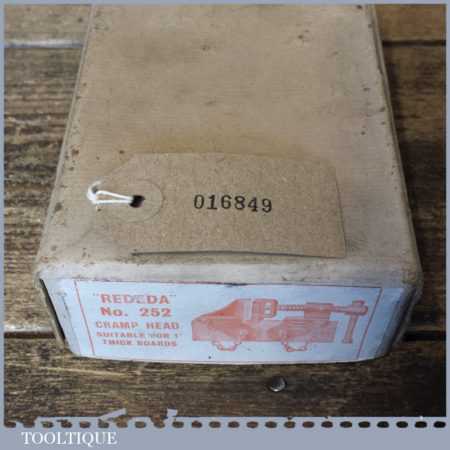 016849
"REDEDA"
No. 252
CRAMP HEAD
SUITABLE FOR 1"
THICK BOARDS
TOOLTIQUE